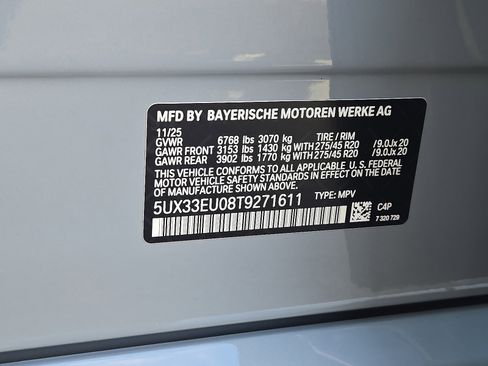 MFD BY BAYERISCHE MOTOREN WERKE AG
11/25
GVWR 6768 lbs 3070 kg TIRE / RIM
GAWR FRONT 3153 lbs 1430 kg WITH 275/45 R20 /9.0Jx 20
GAWR REAR 3902 lbs 1770 kg WITH 275/45 R20 /9.0Jx 20
THIS VEHICLE CONFORMS TO ALL APPLICABLE U. S. FEDERAL
MOTOR VEHICLE SAFETY STANDARDS IN EFFECT ON THE DATE
OF MANUFACTURE SHOWN ABOVE.
5UX33EU08T9271611 TYPE: MPV
C4P
7 320 729